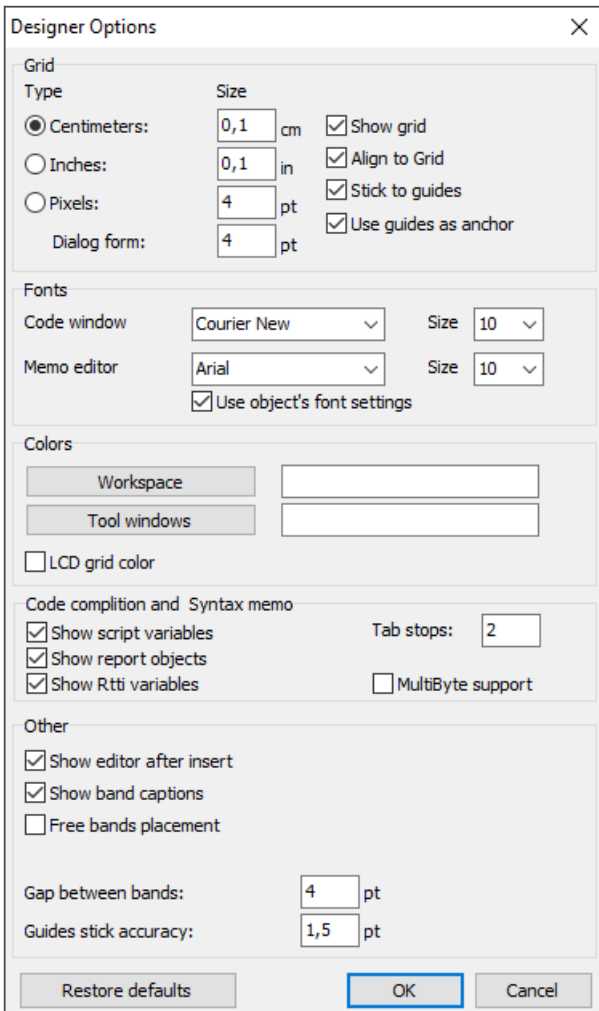 Designer Options
Grid
Type Size
Centimeters: 0,1 cm Show grid
Inches: 0,1 in Align to Grid
Pixels: 4 pt Stick to guides
Dialog form: 4 pt Use guides as anchor
Fonts
Code window Courier New Size 10
Memo editor Arial Size 10
Use object's font settings
Colors
Workspace
Tool windows
LCD grid color
Code complition and Syntax memo
Show script variables Tab stops: 2
Show report objects
Show Rtti variables MultiByte support
Other
Show editor after insert
Show band captions
Free bands placement
Gap between bands: 4 pt
Guides stick accuracy: 1,5 pt
Restore defaults OK Cancel